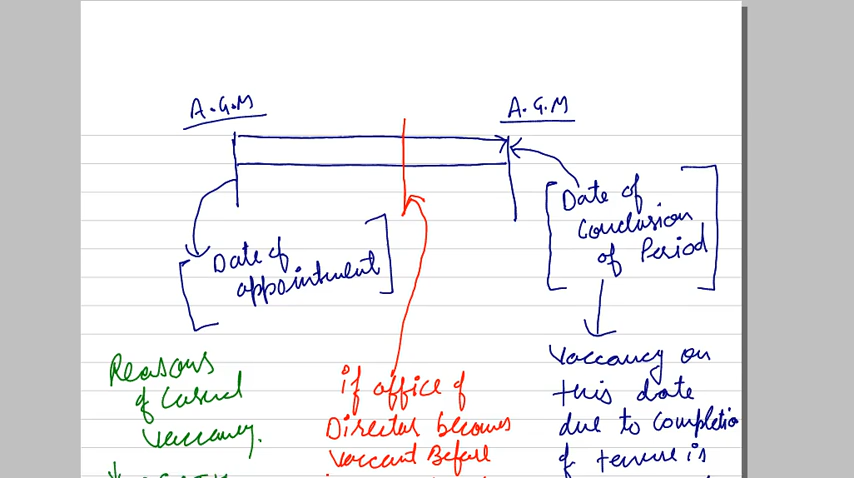 A.G.M
A.G.M
Date of
appointment
Date of
Conclusion
of Period
Reasons
of Casual
Vaccancy.
if office of
Director becomes
Vaccant Before
Vaccancy on
this date
due to Completio
of tenure is